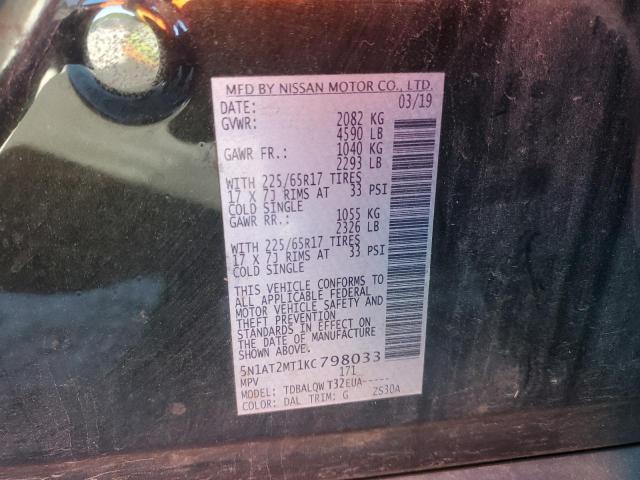 MFD BY NISSAN MOTOR CO., LTD.
DATE: 03/19
GVWR: 2082 KG
4590 LB
GAWR FR.: 1040 KG
2293 LB
WITH 225/65R17 TIRES
17 X 7J RIMS AT 33 PSI
COLD SINGLE
GAWR RR.: 1055 KG
2326 LB
WITH 225/65R17 TIRES
17 X 7J RIMS AT 33 PSI
COLD SINGLE
THIS VEHICLE CONFORMS TO
ALL APPLICABLE FEDERAL
MOTOR VEHICLE SAFETY AND
THEFT PREVENTION
STANDARDS IN EFFECT ON
THE DATE OF MANUFACTURE
SHOWN ABOVE.
5N1AT2MT1KC798033
MPV 171
MODEL: TDBALQW T32EUA-----
COLOR: DAL TRIM: G ZS30A